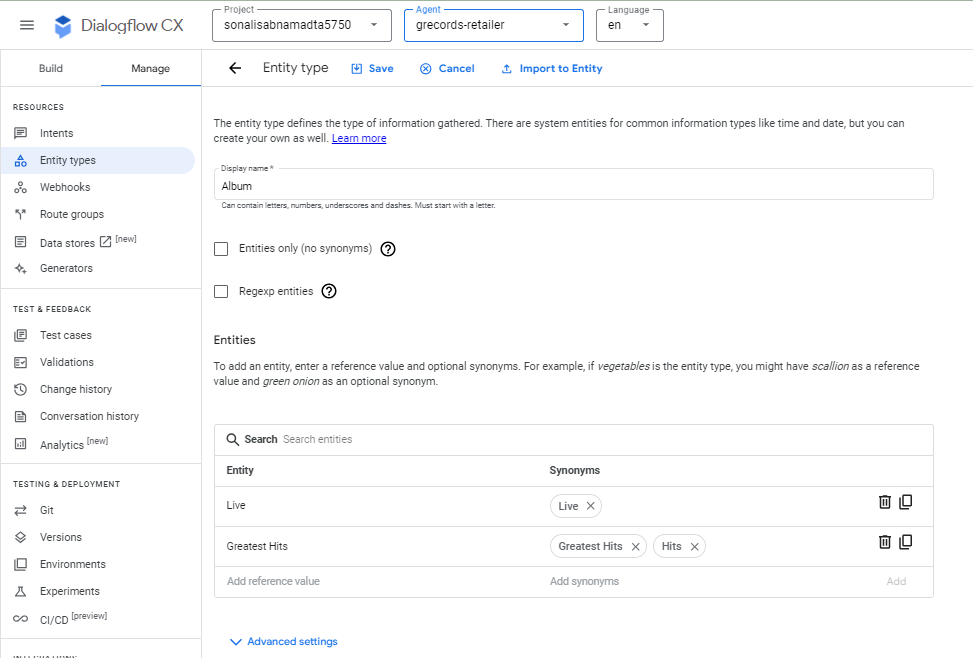 Dialogflow CX
Project
sonalisabnamadta5750
Agent
grecords-retailer
Language
en
Build
Manage
Entity type
Save
Cancel
Import to Entity
RESOURCES
Intents
Entity types
Webhooks
Route groups
Data stores [new]
Generators
TEST & FEEDBACK
Test cases
Validations
Change history
Conversation history
Analytics [new]
TESTING & DEPLOYMENT
Git
Versions
Environments
Experiments
CI/CD [preview]
The entity type defines the type of information gathered. There are system entities for common information types like time and date, but you can
create your own as well. Learn more
Display name *
Album
Can contain letters, numbers, underscores and dashes. Must start with a letter.
Entities only (no synonyms)
Regexp entities
Entities
To add an entity, enter a reference value and optional synonyms. For example, if vegetables is the entity type, you might have scallion as a reference
value and green onion as an optional synonym.
Search Search entities
Entity Synonyms
Live Live
Greatest Hits Greatest Hits Hits
Add reference value Add synonyms Add
Advanced settings